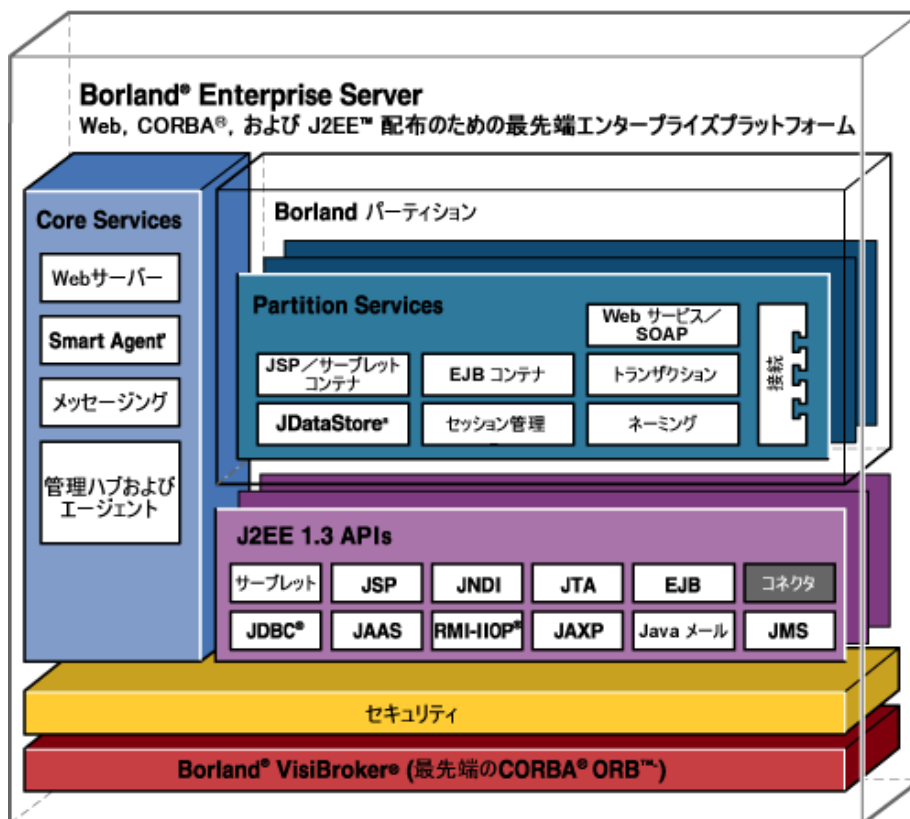 Borland® Enterprise Server
Web, CORBA®, および J2EE™ 配布のための最先端エンタープライズプラットフォーム
Core Services
Webサーバー
Smart Agent®
メッセージング
管理ハブおよび
エージェント
Borland パーティション
Partition Services
Web サービス／
SOAP
JSP／サーブレット
コンテナ
EJB コンテナ
トランザクション
JDataStore®
セッション管理
ネーミング
接続
J2EE 1.3 APIs
サーブレット
JSP
JNDI
JTA
EJB
コネクタ
JDBC®
JAAS
RMI-IIOP®
JAXP
Java メール
JMS
セキュリティ
Borland® VisiBroker® (最先端のCORBA® ORB™)